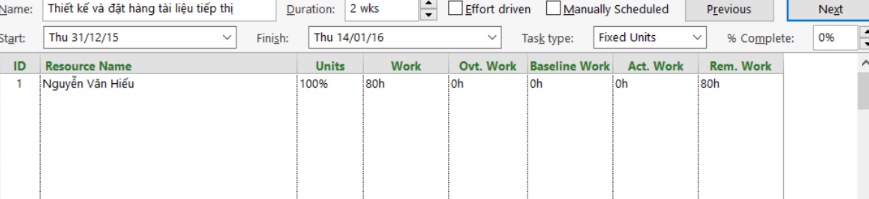 Name: Thiết kế và đặt hàng tài liệu tiếp thị Duration: 2 wks Effort driven Manually Scheduled Previous Next
Start: Thu 31/12/15 Finish: Thu 14/01/16 Task type: Fixed Units % Complete: 0%
ID Resource Name Units Work Ovt. Work Baseline Work Act. Work Rem. Work
1 Nguyễn Văn Hiếu 100% 80h 0h 0h 0h 80h